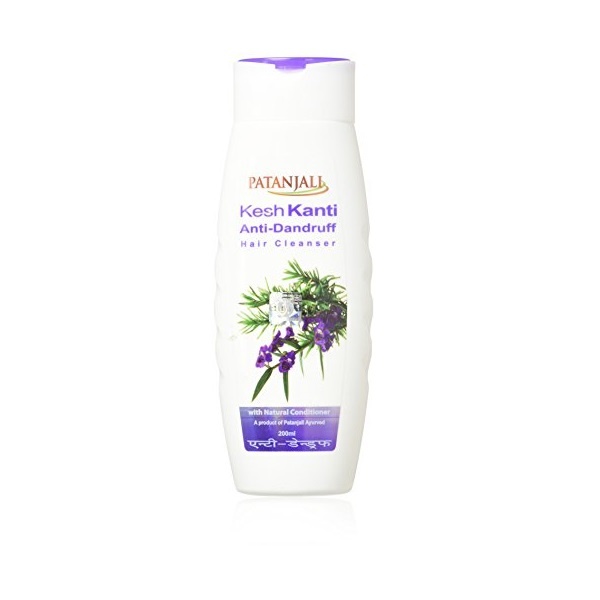 PATANJALI
Kesh Kanti
Anti-Dandruff
Hair Cleanser
with Natural Conditioner
A product of Patanjali Ayurved
200ml
एन्टी-डेन्ड्रफ